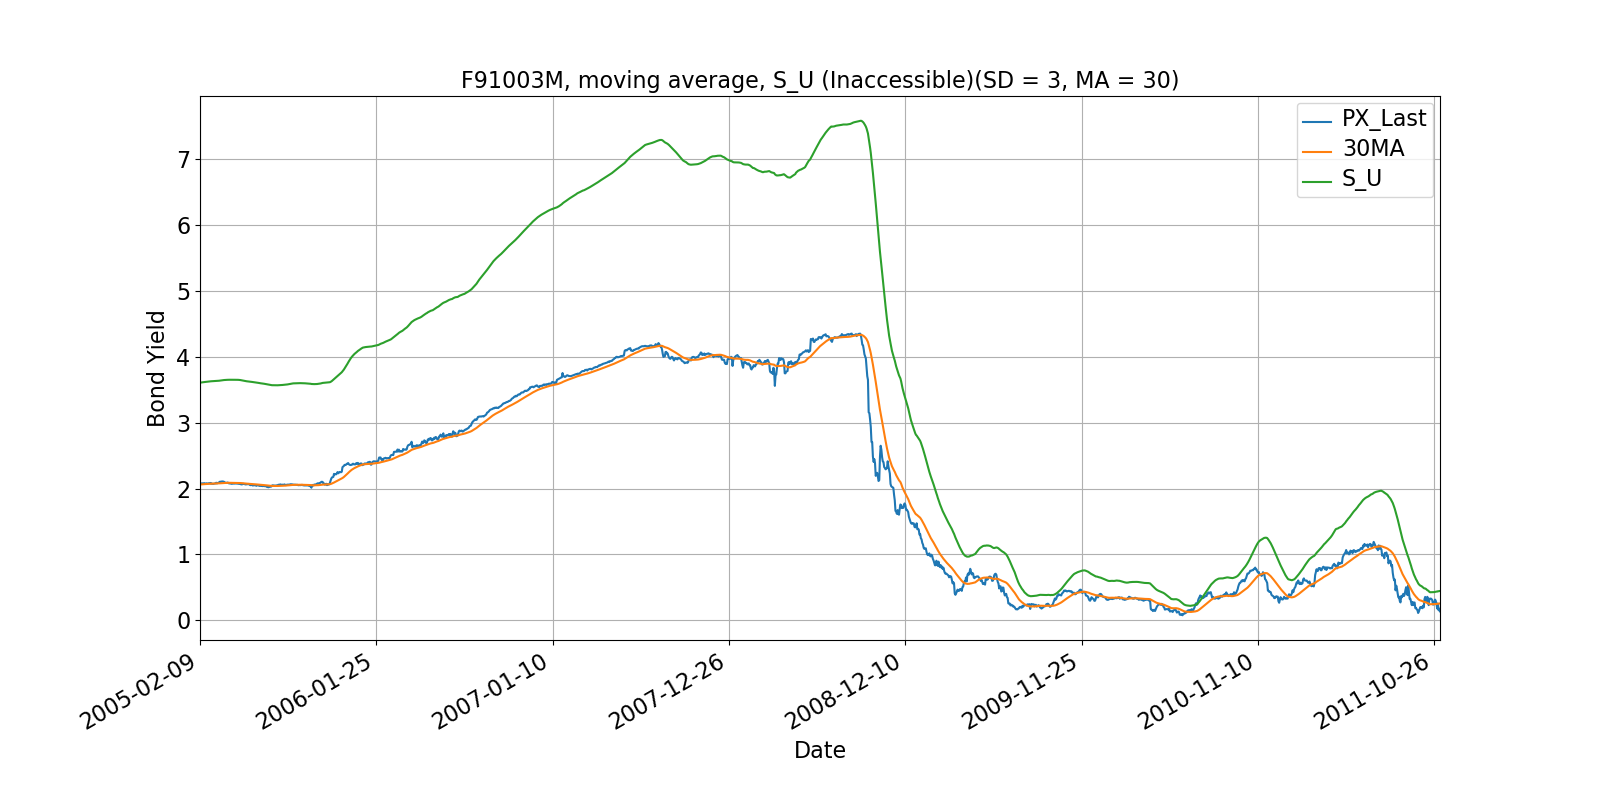 F91003M, moving average, S_U (Inaccessible)(SD = 3, MA = 30)
PX_Last
30MA
S_U
7
6
5
4
3
2
1
0
Bond Yield
2005-02-09
2006-01-25
2007-01-10
2007-12-26
2008-12-10
2009-11-25
2010-11-10
2011-10-26
Date